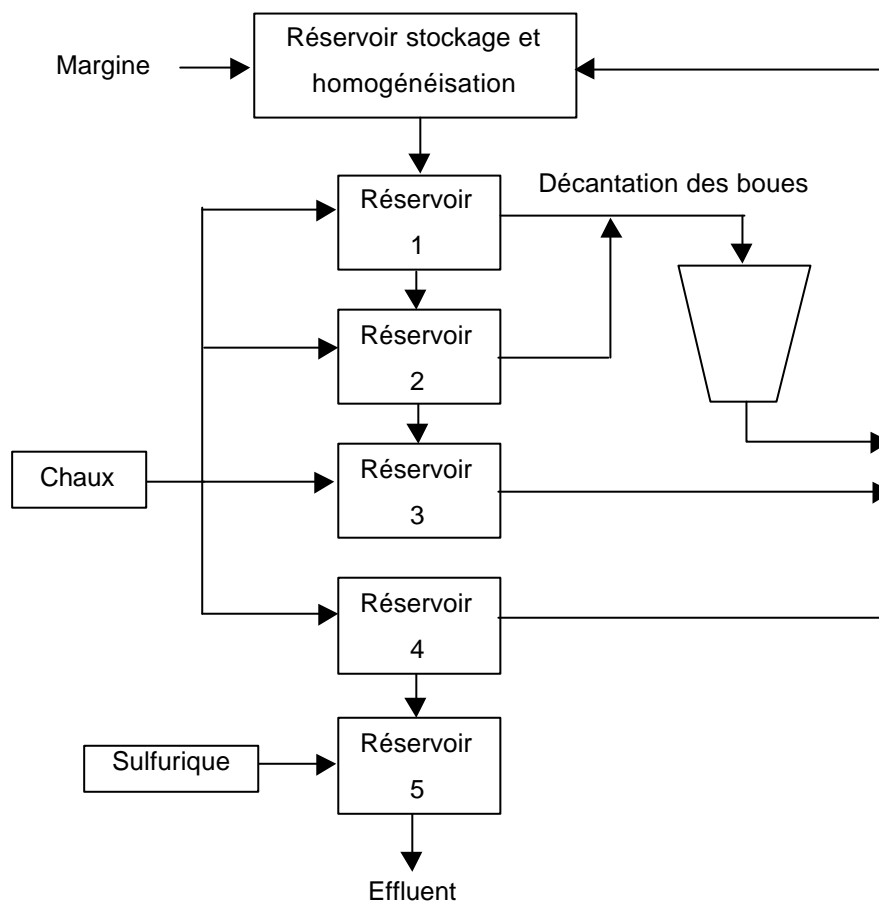 Réservoir stockage et
homogénéisation
Margine
Décantation des boues
Réservoir
1
Réservoir
2
Chaux
Réservoir
3
Réservoir
4
Sulfurique
Réservoir
5
Effluent